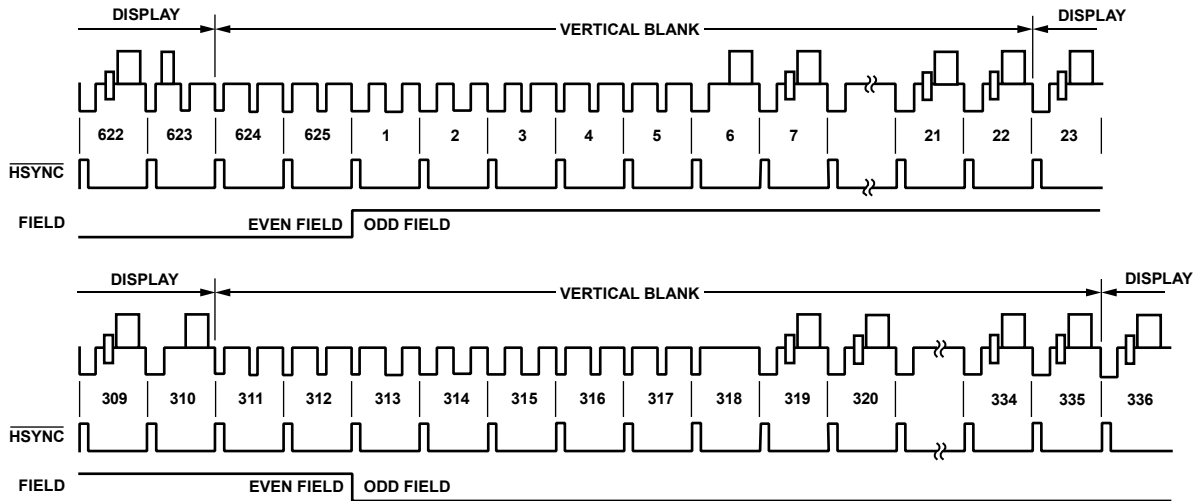 DISPLAY VERTICAL BLANK DISPLAY
622 623 624 625 1 2 3 4 5 6 7 21 22 23
HSYNC
FIELD EVEN FIELD ODD FIELD
DISPLAY VERTICAL BLANK DISPLAY
309 310 311 312 313 314 315 316 317 318 319 320 334 335 336
HSYNC
FIELD EVEN FIELD ODD FIELD